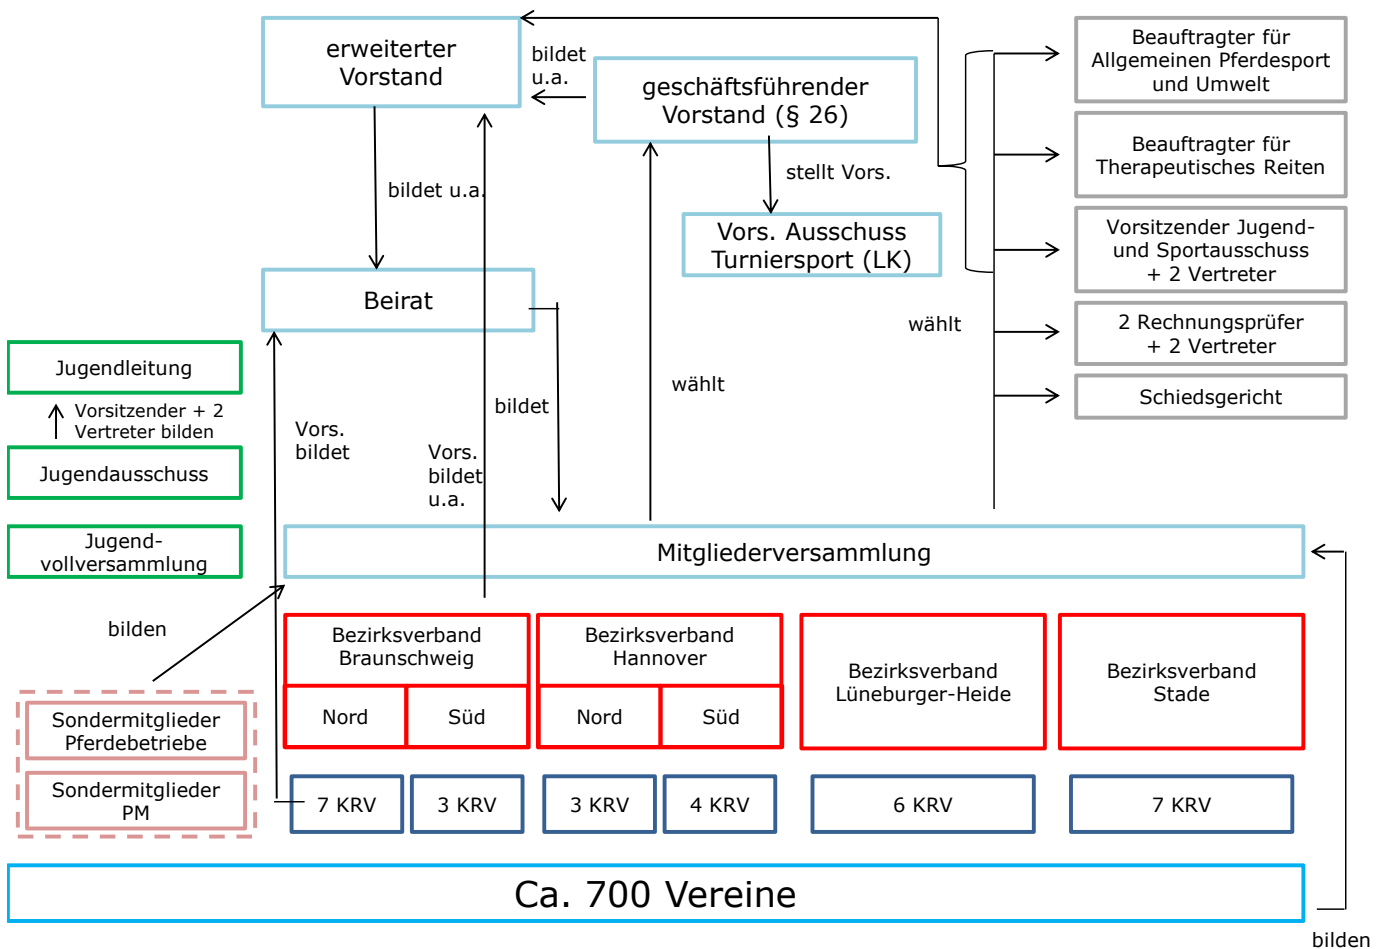 erweiterter
Vorstand
bildet
u.a.
geschäftsführender
Vorstand (§ 26)
Beauftragter für
Allgemeinen Pferdesport
und Umwelt
Beauftragter für
Therapeutisches Reiten
bildet u.a.
stellt Vors.
Vors. Ausschuss
Turniersport (LK)
Vorsitzender Jugend-
und Sportausschuss
+ 2 Vertreter
Beirat
wählt
2 Rechnungsprüfer
+ 2 Vertreter
Schiedsgericht
Jugendleitung
Vorsitzender + 2
Vertreter bilden
Jugendausschuss
Jugend-
vollversammlung
Vors.
bildet
Vors.
bildet
u.a.
bildet
wählt
Mitgliederversammlung
bilden
Bezirksverband
Braunschweig
Nord
Süd
Bezirksverband
Hannover
Nord
Süd
Bezirksverband
Lüneburger-Heide
Bezirksverband
Stade
Sondermitglieder
Pferdebetriebe
Sondermitglieder
PM
7 KRV
3 KRV
3 KRV
4 KRV
6 KRV
7 KRV
Ca. 700 Vereine
bilden